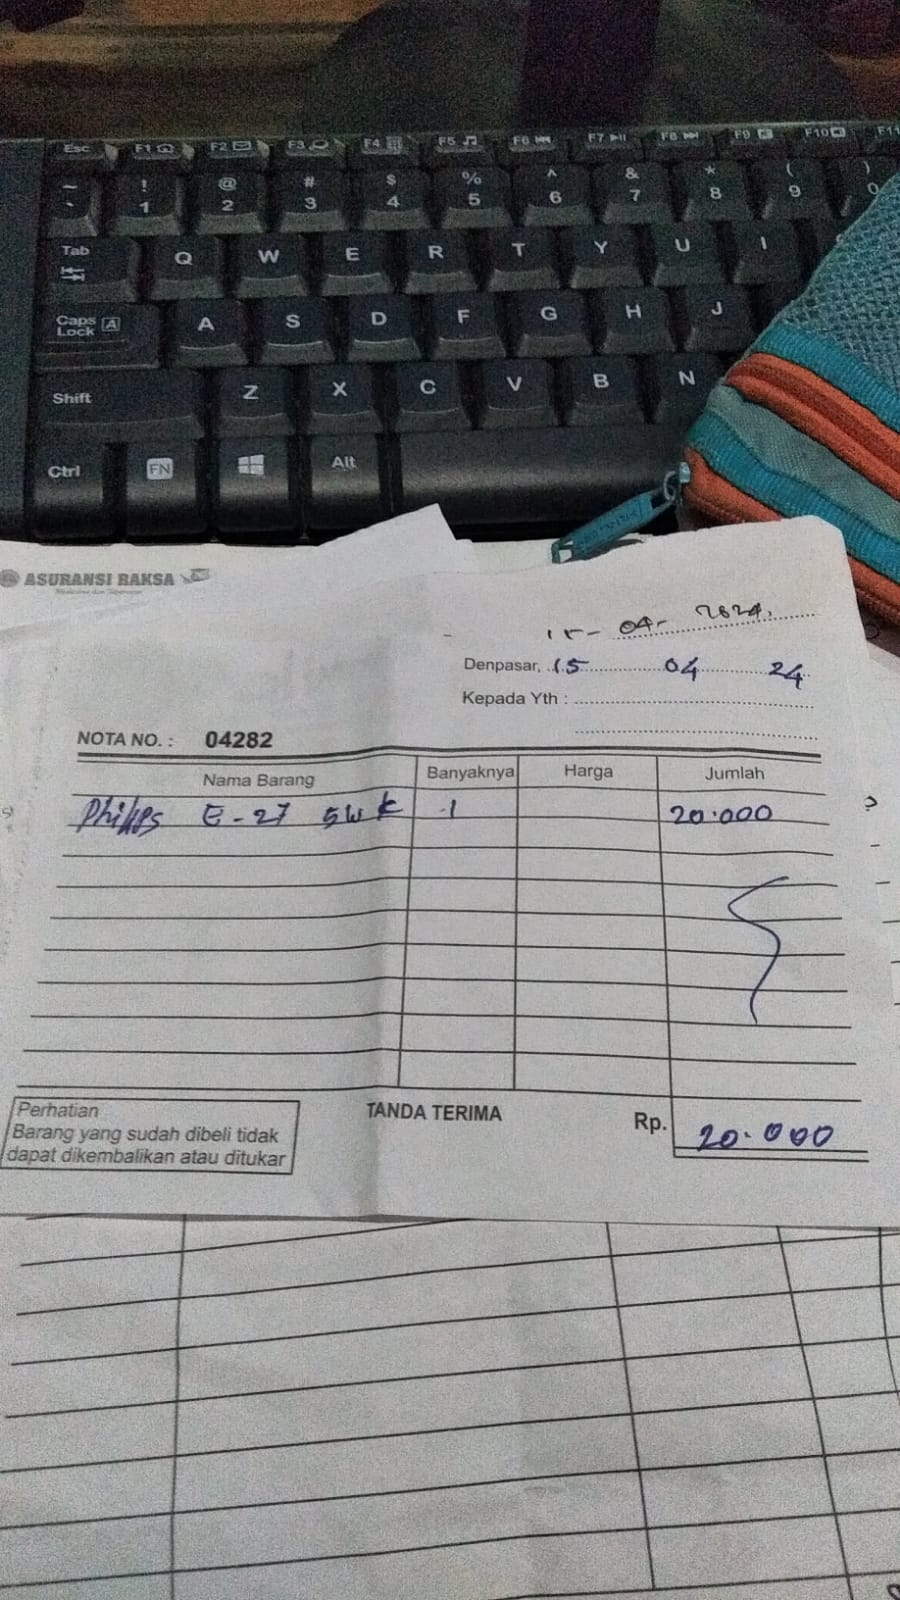 Esc F1 F2 F3 F4 F5 F6 F7 F8 F9 F10 F11
~ ` ! 1 @ 2 # 3 $ 4 % 5 ^ 6 & 7 * 8 ( 9 ) 0
Tab Q W E R T Y U I
Caps Lock A A S D F G H J
Shift Z X C V B N
Ctrl FN Alt
ASURANSI RAKSA
15-04-2024.
Denpasar, 15 04 24
Kepada Yth :
NOTA NO. : 04282
Nama Barang Banyaknya Harga Jumlah
Philips E-27 5W K 1 20.000
Perhatian
Barang yang sudah dibeli tidak
dapat dikembalikan atau ditukar
TANDA TERIMA
Rp. 20.000